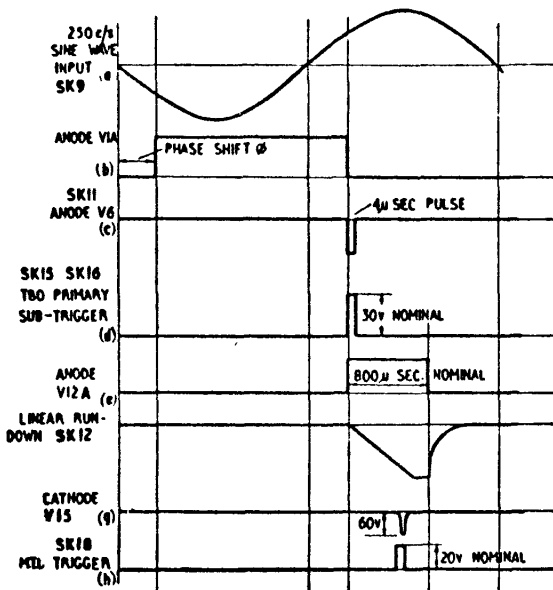 250 c/s
SINE WAVE
INPUT (a
SK9
ANODE V1A
PHASE SHIFT Ø
(b)
SK11
ANODE V6
(c)
4μ SEC PULSE
SK15 SK16
TBO PRIMARY
SUB-TRIGGER
(d)
30V NOMINAL
ANODE
V12A (e)
800μ SEC. NOMINAL
LINEAR RUN-
DOWN SK12
CATHODE
V15 (g)
60V
SK18
MTL TRIGGER
(h)
20V NOMINAL